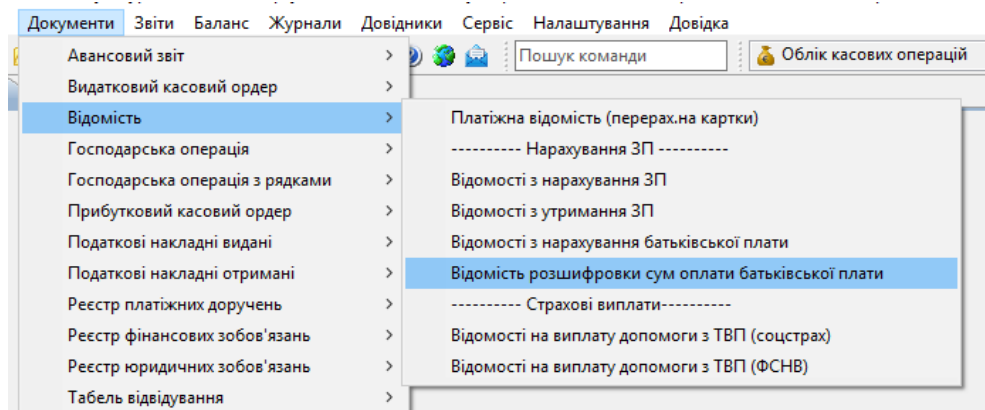 Документи Звіти Баланс Журнали Довідники Сервіс Налаштування Довідка
Пошук команди Облік касових операцій
Авансовий звіт
Видатковий касовий ордер
Відомість
Господарська операція
Господарська операція з рядками
Прибутковий касовий ордер
Податкові накладні видані
Податкові накладні отримані
Реєстр платіжних доручень
Реєстр фінансових зобов'язань
Реєстр юридичних зобов'язань
Табель відвідування
Платіжна відомість (перерах.на картки)
---------- Нарахування ЗП ----------
Відомості з нарахування ЗП
Відомості з утримання ЗП
Відомості з нарахування батьківської плати
Відомість розшифровки сум оплати батьківської плати
---------- Страхові виплати----------
Відомості на виплату допомоги з ТВП (соцстрах)
Відомості на виплату допомоги з ТВП (ФСНВ)